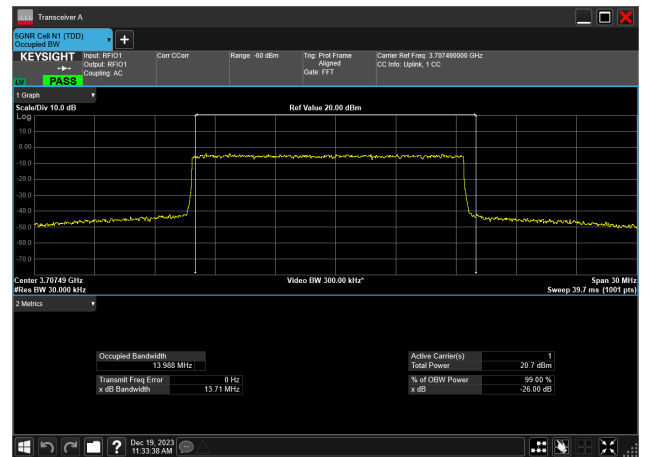 Transceiver A
5GNR Cell N1 (TDD)
Occupied BW
KEYSIGHT
LW PASS
Input: RFIO1
Output: RFIO1
Coupling: AC
Corr CCorr
Range: -60 dBm
Trig: Prot Frame
Aligned
Gate: FFT
Carrier Ref Freq: 3.707490000 GHz
CC Info: Uplink, 1 CC
1 Graph
Scale/Div 10.0 dB
Ref Value 20.00 dBm
Log
10.0
0.00
-10.0
-20.0
-30.0
-40.0
-50.0
-60.0
-70.0
Center 3.70749 GHz
Video BW 300.00 kHz*
Span 30 MHz
#Res BW 30.000 kHz
Sweep 39.7 ms (1001 pts)
2 Metrics
Occupied Bandwidth
13.988 MHz
Transmit Freq Error 0 Hz
x dB Bandwidth 13.71 MHz
Active Carrier(s) 1
Total Power 20.7 dBm
% of OBW Power 99.00 %
x dB -26.00 dB
?
Dec 19, 2023
11:33:38 AM